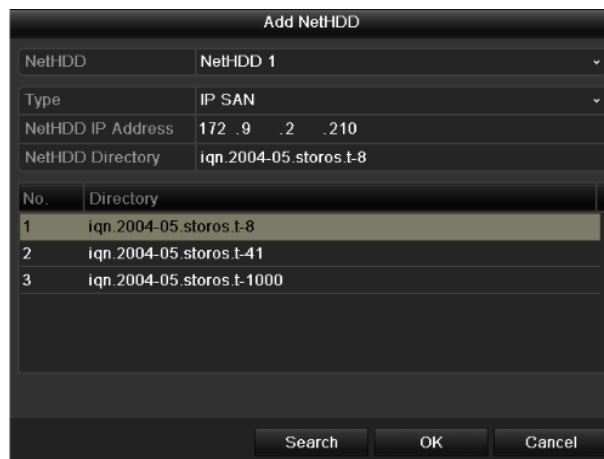 Add NetHDD
NetHDD NetHDD 1
Type IP SAN
NetHDD IP Address 172 .9 .2 .210
NetHDD Directory iqn.2004-05.storos.t-8
No. Directory
1 iqn.2004-05.storos.t-8
2 iqn.2004-05.storos.t-41
3 iqn.2004-05.storos.t-1000
Search OK Cancel